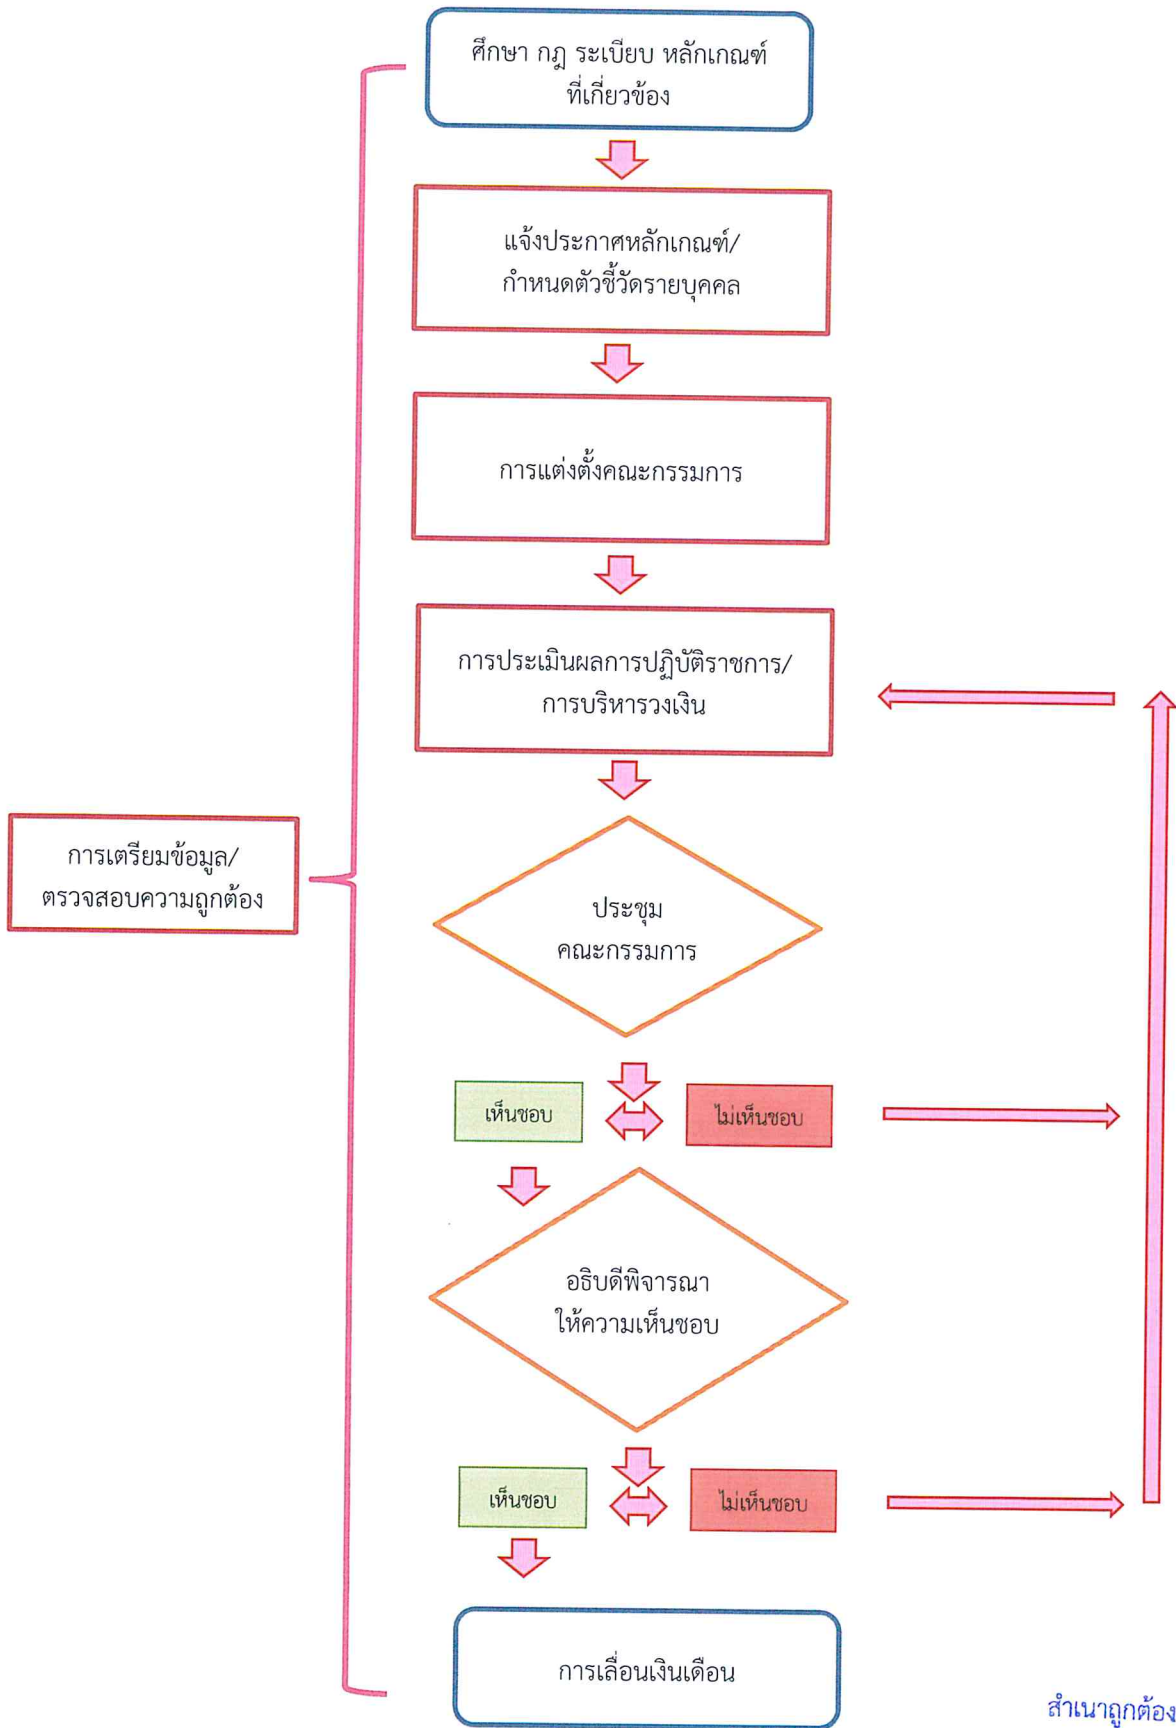 ศึกษา กฎ ระเบียบ หลักเกณฑ์
ที่เกี่ยวข้อง
แจ้งประกาศหลักเกณฑ์/
กำหนดตัวชี้วัดรายบุคคล
การแต่งตั้งคณะกรรมการ
การประเมินผลการปฏิบัติราชการ/
การบริหารวงเงิน
การเตรียมข้อมูล/
ตรวจสอบความถูกต้อง
ประชุม
คณะกรรมการ
เห็นชอบ
ไม่เห็นชอบ
อธิบดีพิจารณา
ให้ความเห็นชอบ
เห็นชอบ
ไม่เห็นชอบ
การเลื่อนเงินเดือน
สำเนาถูกต้อง